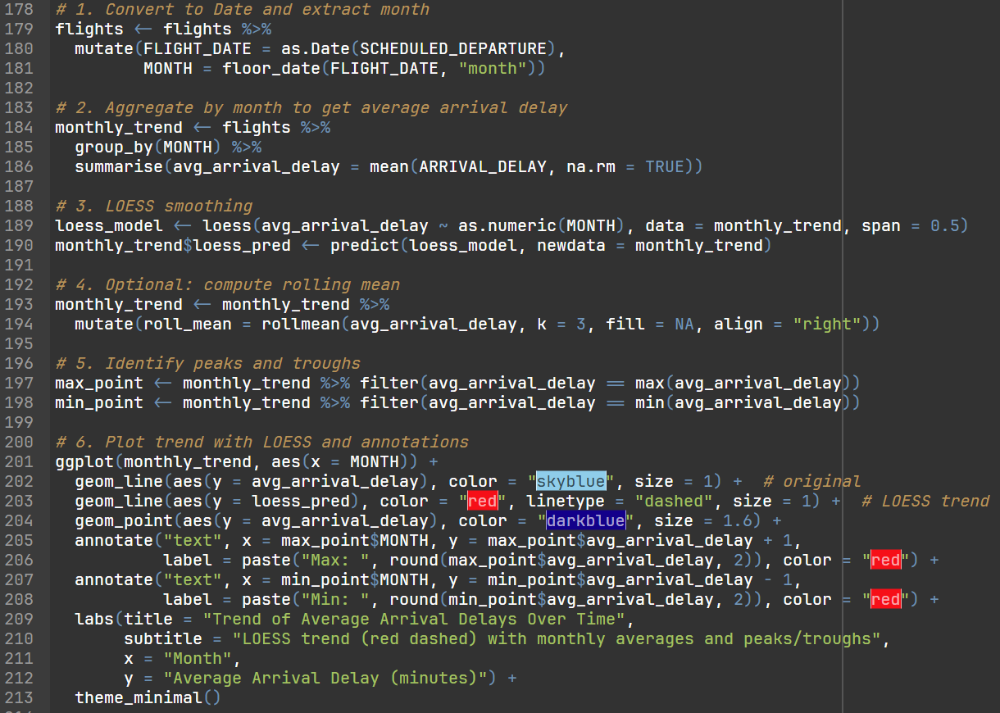 178 # 1. Convert to Date and extract month
179 flights <- flights %>%
180   mutate(FLIGHT_DATE = as.Date(SCHEDULED_DEPARTURE),
181          MONTH = floor_date(FLIGHT_DATE, "month"))
182
183 # 2. Aggregate by month to get average arrival delay
184 monthly_trend <- flights %>%
185   group_by(MONTH) %>%
186   summarise(avg_arrival_delay = mean(ARRIVAL_DELAY, na.rm = TRUE))
187
188 # 3. LOESS smoothing
189 loess_model <- loess(avg_arrival_delay ~ as.numeric(MONTH), data = monthly_trend, span = 0.5)
190 monthly_trend$loess_pred <- predict(loess_model, newdata = monthly_trend)
191
192 # 4. Optional: compute rolling mean
193 monthly_trend <- monthly_trend %>%
194   mutate(roll_mean = rollmean(avg_arrival_delay, k = 3, fill = NA, align = "right"))
195
196 # 5. Identify peaks and troughs
197 max_point <- monthly_trend %>% filter(avg_arrival_delay == max(avg_arrival_delay))
198 min_point <- monthly_trend %>% filter(avg_arrival_delay == min(avg_arrival_delay))
199
200 # 6. Plot trend with LOESS and annotations
201 ggplot(monthly_trend, aes(x = MONTH)) +
202   geom_line(aes(y = avg_arrival_delay), color = "skyblue", size = 1) +  # original
203   geom_line(aes(y = loess_pred), color = "red", linetype = "dashed", size = 1) +  # LOESS trend
204   geom_point(aes(y = avg_arrival_delay), color = "darkblue", size = 1.6) +
205   annotate("text", x = max_point$MONTH, y = max_point$avg_arrival_delay + 1,
206            label = paste("Max: ", round(max_point$avg_arrival_delay, 2)), color = "red") +
207   annotate("text", x = min_point$MONTH, y = min_point$avg_arrival_delay - 1,
208            label = paste("Min: ", round(min_point$avg_arrival_delay, 2)), color = "red") +
209   labs(title = "Trend of Average Arrival Delays Over Time",
210        subtitle = "LOESS trend (red dashed) with monthly averages and peaks/troughs",
211        x = "Month",
212        y = "Average Arrival Delay (minutes)") +
213   theme_minimal()